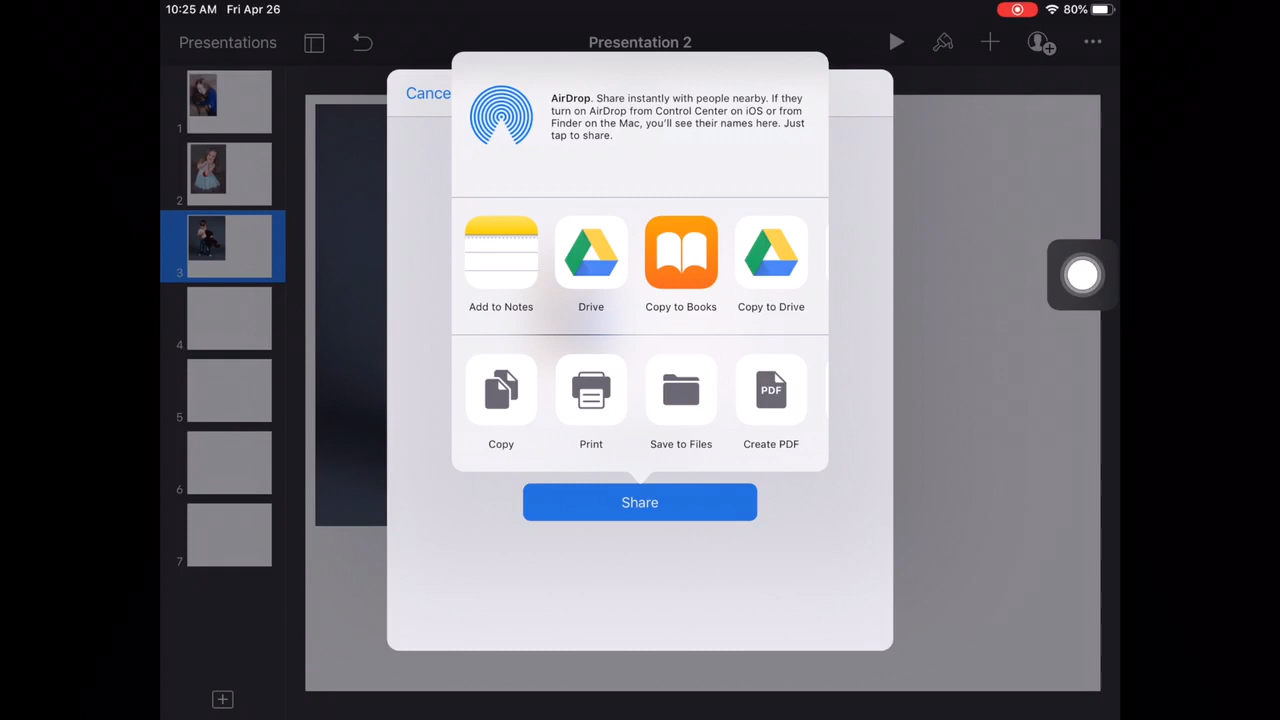 10:25 AM Fri Apr 26
80%
Presentations
Presentation 2
Cance
AirDrop. Share instantly with people nearby. If they
turn on AirDrop from Control Center on iOS or from
Finder on the Mac, you'll see their names here. Just
tap to share.
Add to Notes
Drive
Copy to Books
Copy to Drive
PDF
Copy
Print
Save to Files
Create PDF
Share
1
2
3
4
5
6
7